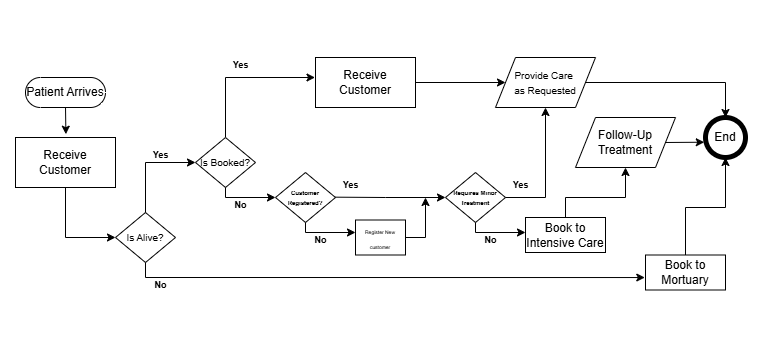 Patient Arrives
Receive
Customer
Is Alive?
Yes
No
Is Booked?
Yes
No
Receive
Customer
Customer
Registered?
Yes
No
Register New
customer
Requires Minor
Treatment
Yes
No
Provide Care
as Requested
Book to
Intensive Care
Follow-Up
Treatment
Book to
Mortuary
End